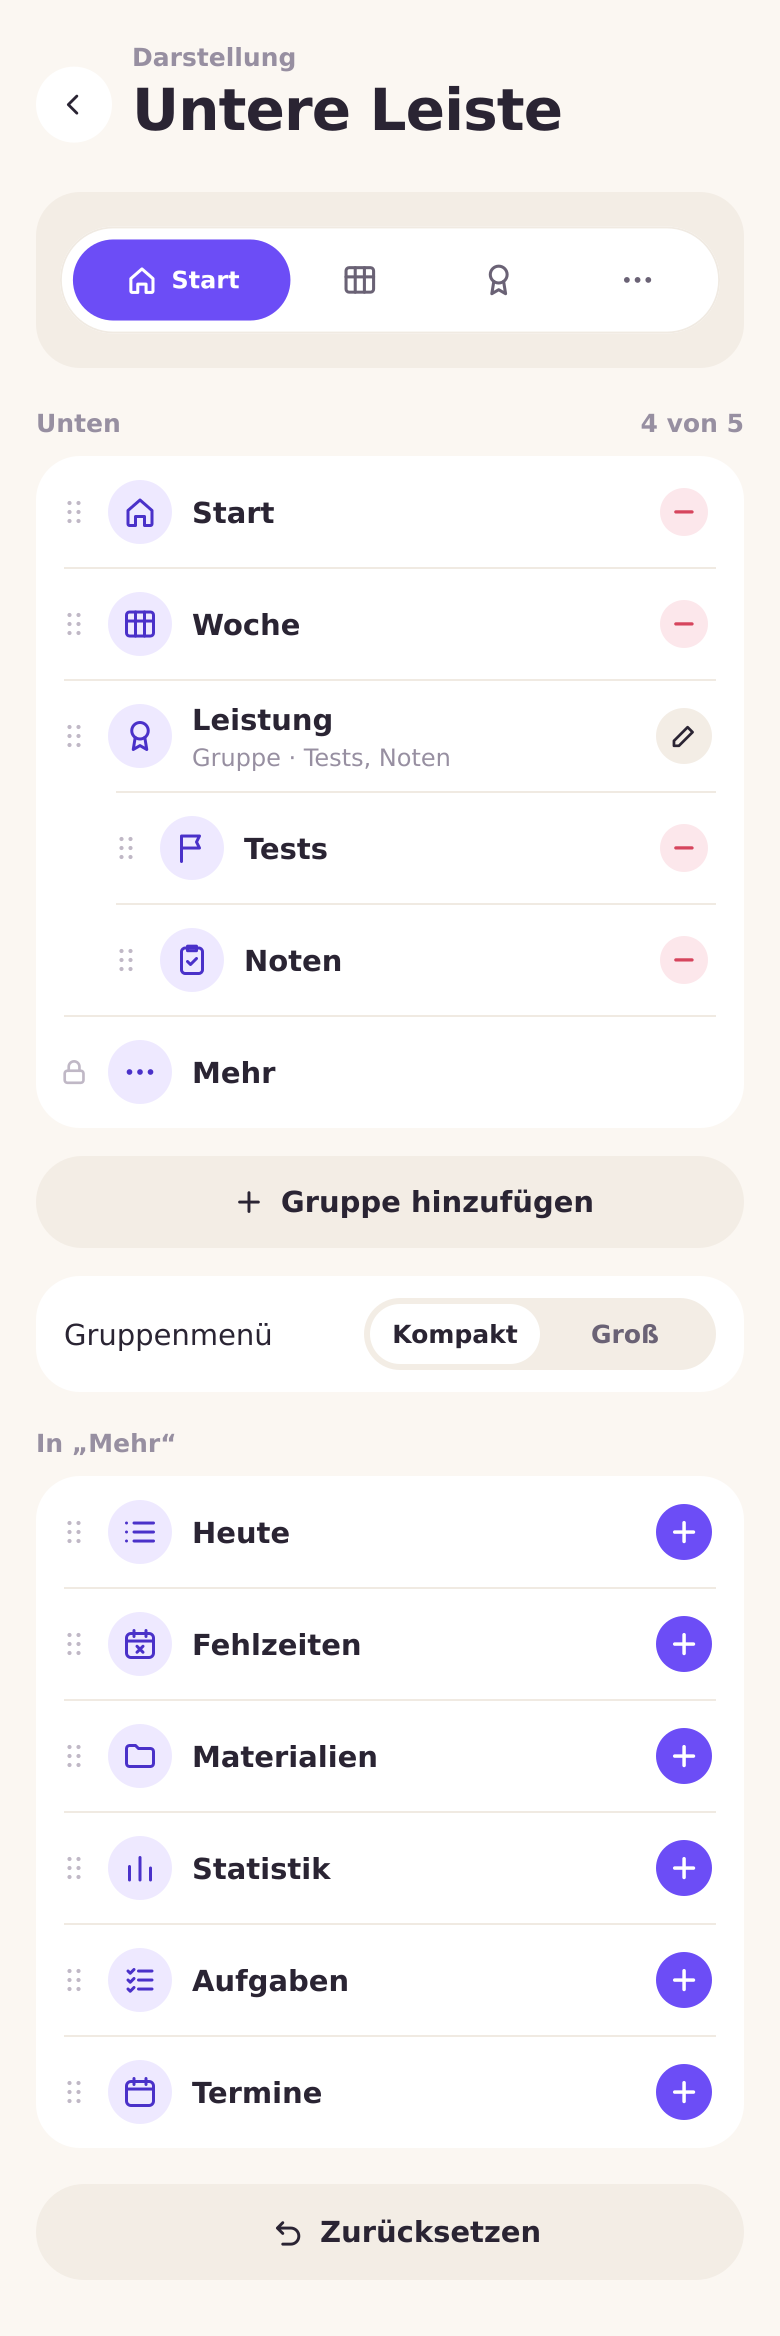 Darstellung
Untere Leiste
Start
Unten
4 von 5
Start
Woche
Leistung
Gruppe · Tests, Noten
Tests
Noten
Mehr
Gruppe hinzufügen
Gruppenmenü
Kompakt
Groß
In „Mehr“
Heute
Fehlzeiten
Materialien
Statistik
Aufgaben
Termine
Zurücksetzen